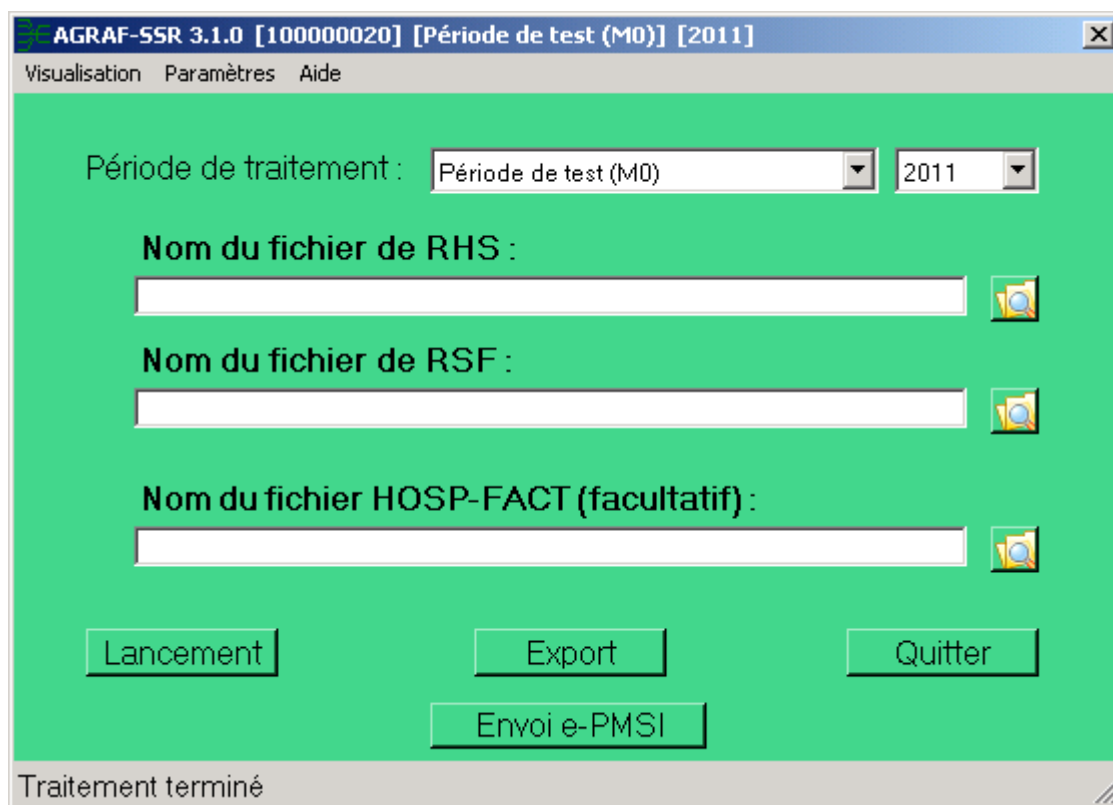 AGRAF-SSR 3.1.0 [100000020] [Période de test (M0)] [2011]
Visualisation Paramètres Aide
Période de traitement : Période de test (M0) 2011
Nom du fichier de RHS :
Nom du fichier de RSF :
Nom du fichier HOSP-FACT (facultatif) :
Lancement Export Quitter
Envoi e-PMSI
Traitement terminé